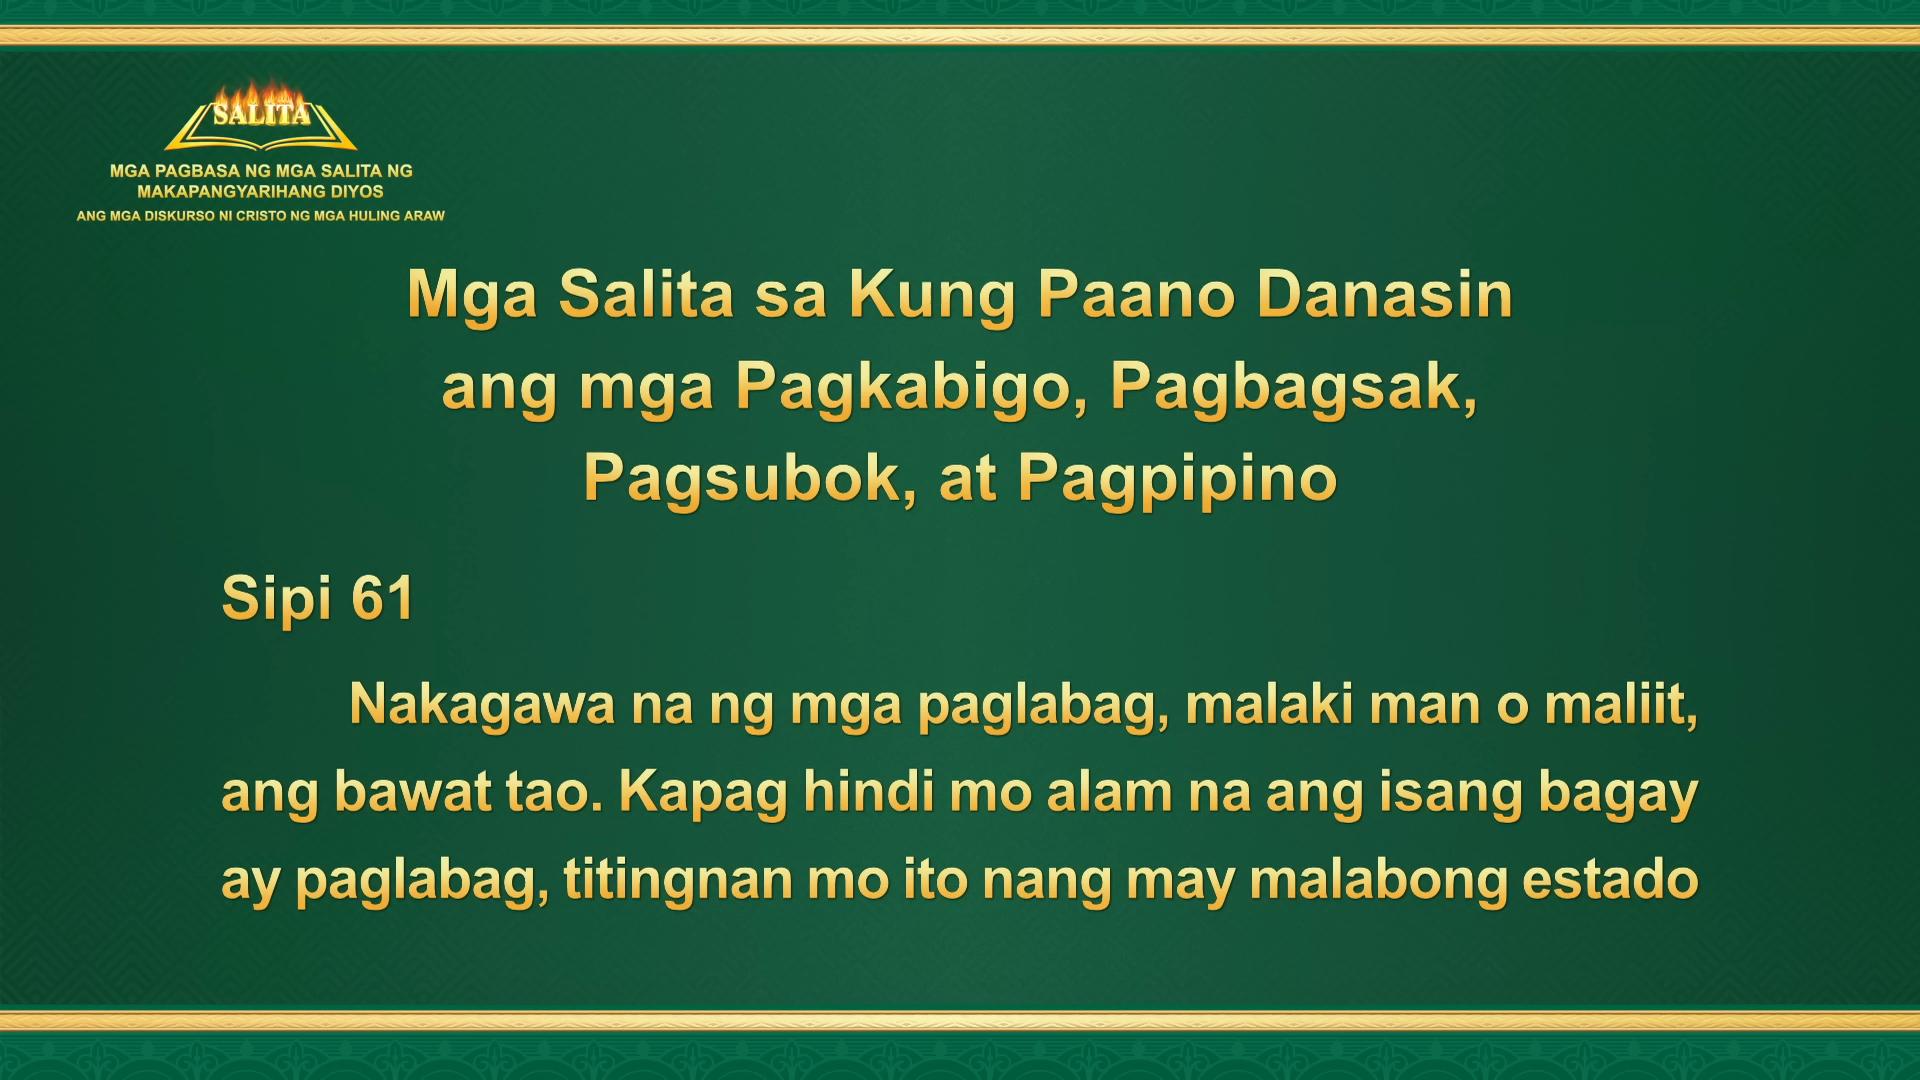 SALITA
MGA PAGBASA NG MGA SALITA NG
MAKAPANGYARIHANG DIYOS
ANG MGA DISKURSO NI CRISTO NG MGA HULING ARAW
Mga Salita sa Kung Paano Danasin
ang mga Pagkabigo, Pagbagsak,
Pagsubok, at Pagpipino
Sipi 61
Nakagawa na ng mga paglabag, malaki man o maliit,
ang bawat tao. Kapag hindi mo alam na ang isang bagay
ay paglabag, titingnan mo ito nang may malabong estado